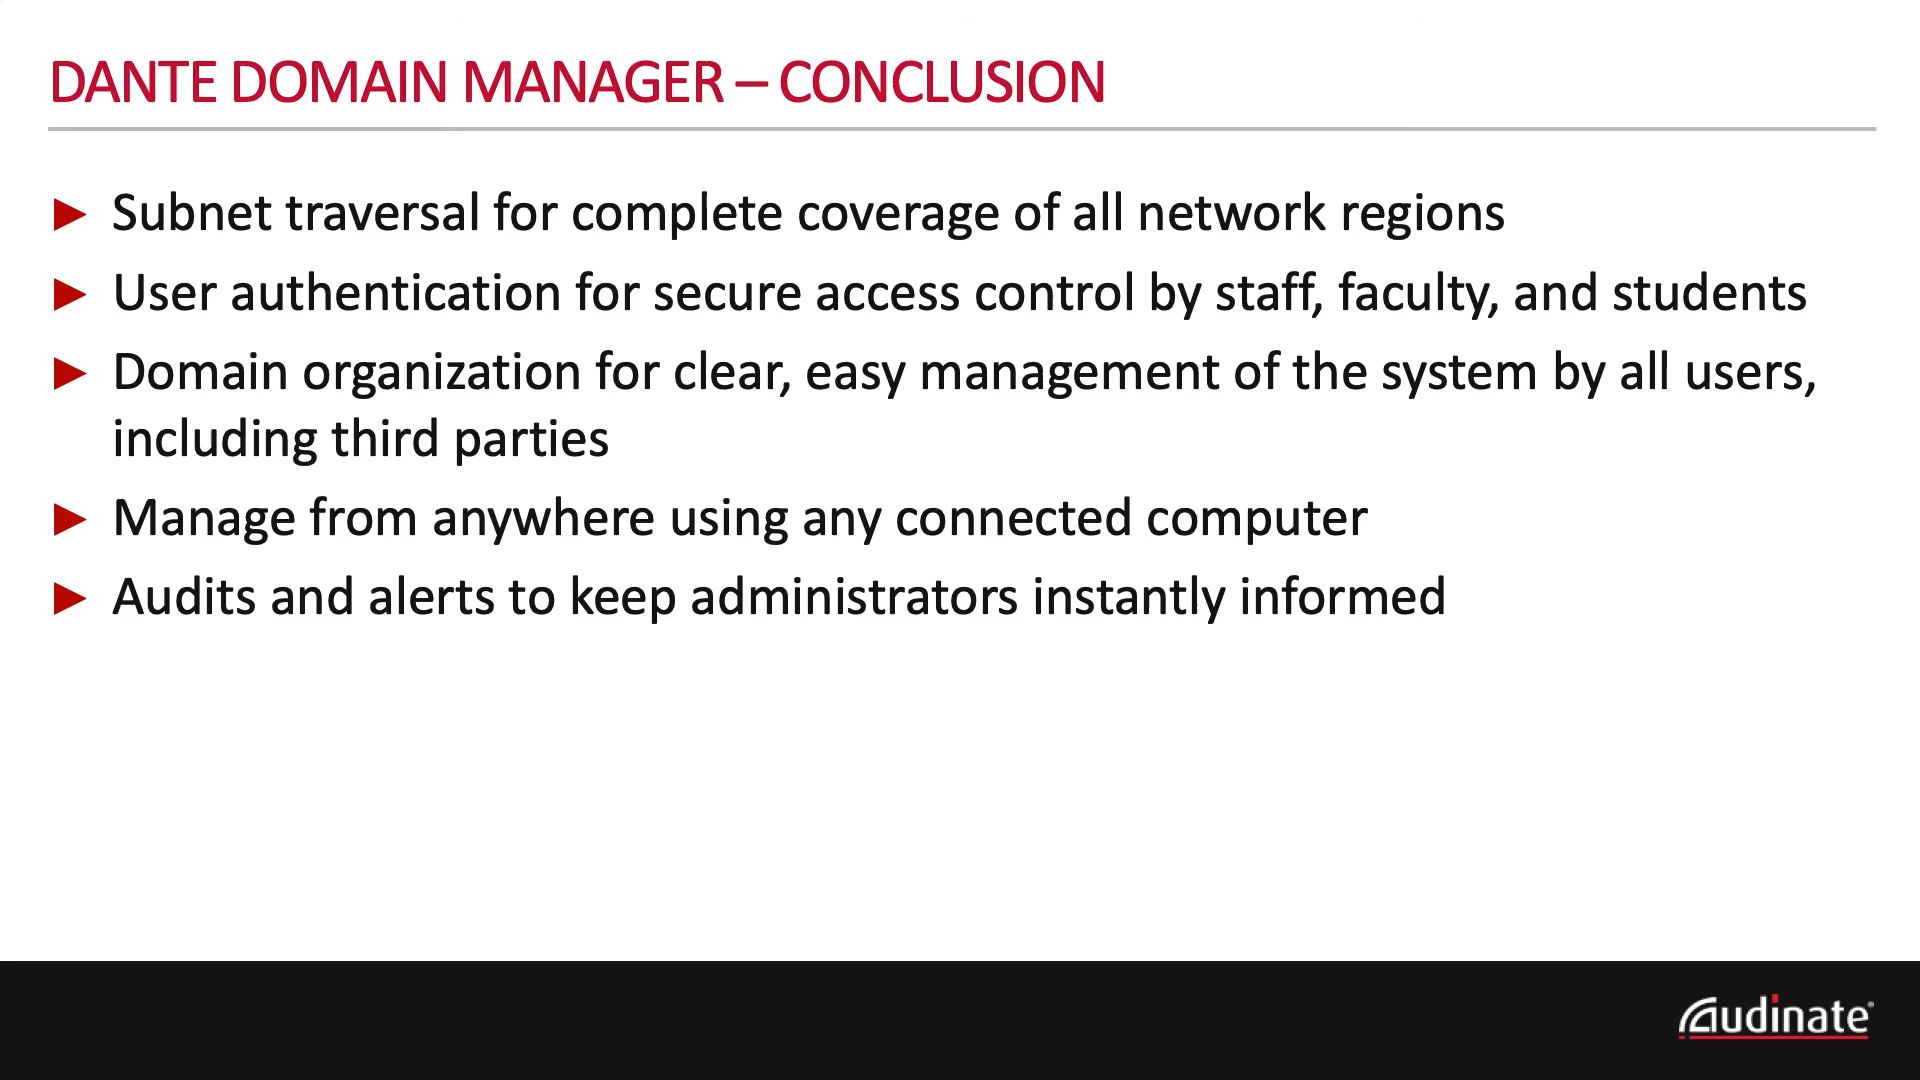 DANTE DOMAIN MANAGER – CONCLUSION
► Subnet traversal for complete coverage of all network regions
► User authentication for secure access control by staff, faculty, and students
► Domain organization for clear, easy management of the system by all users,
including third parties
► Manage from anywhere using any connected computer
► Audits and alerts to keep administrators instantly informed
Audinate®